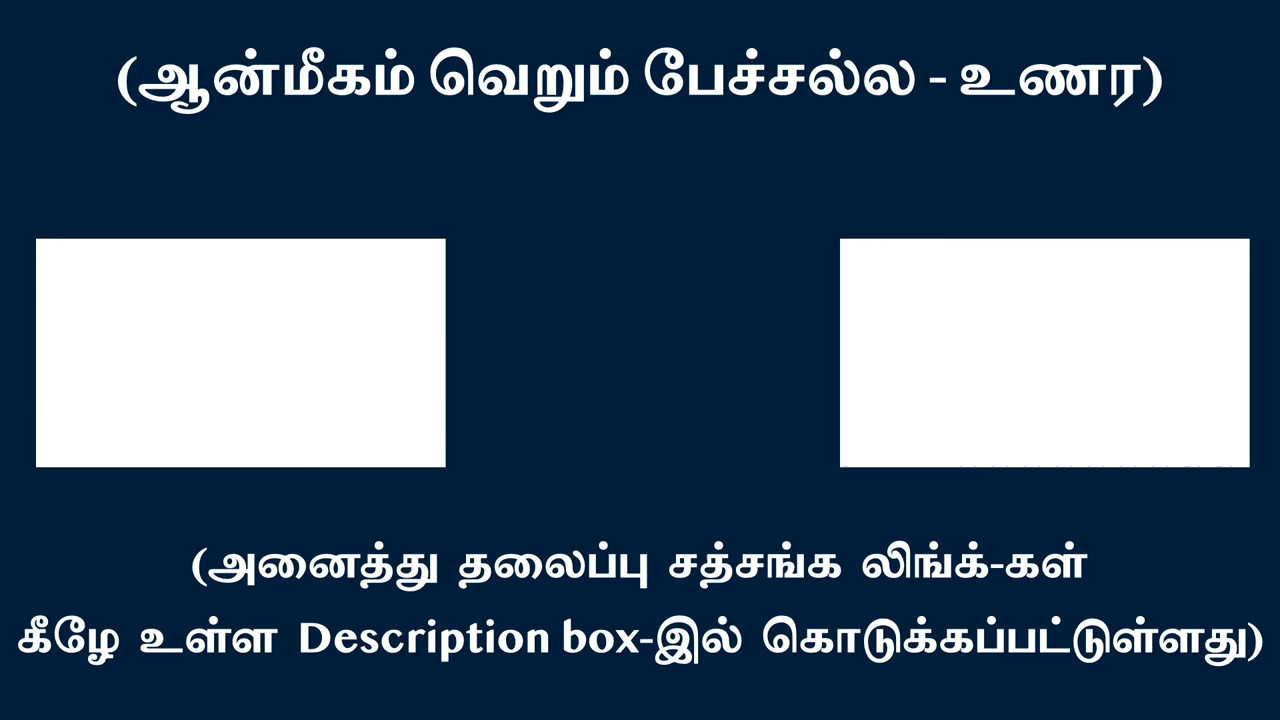 (ஆன்மீகம் வெறும் பேச்சல்ல - உணர)
(அனைத்து தலைப்பு சத்சங்க லிங்க்-கள்
கீழே உள்ள Description box-இல் கொடுக்கப்பட்டுள்ளது)